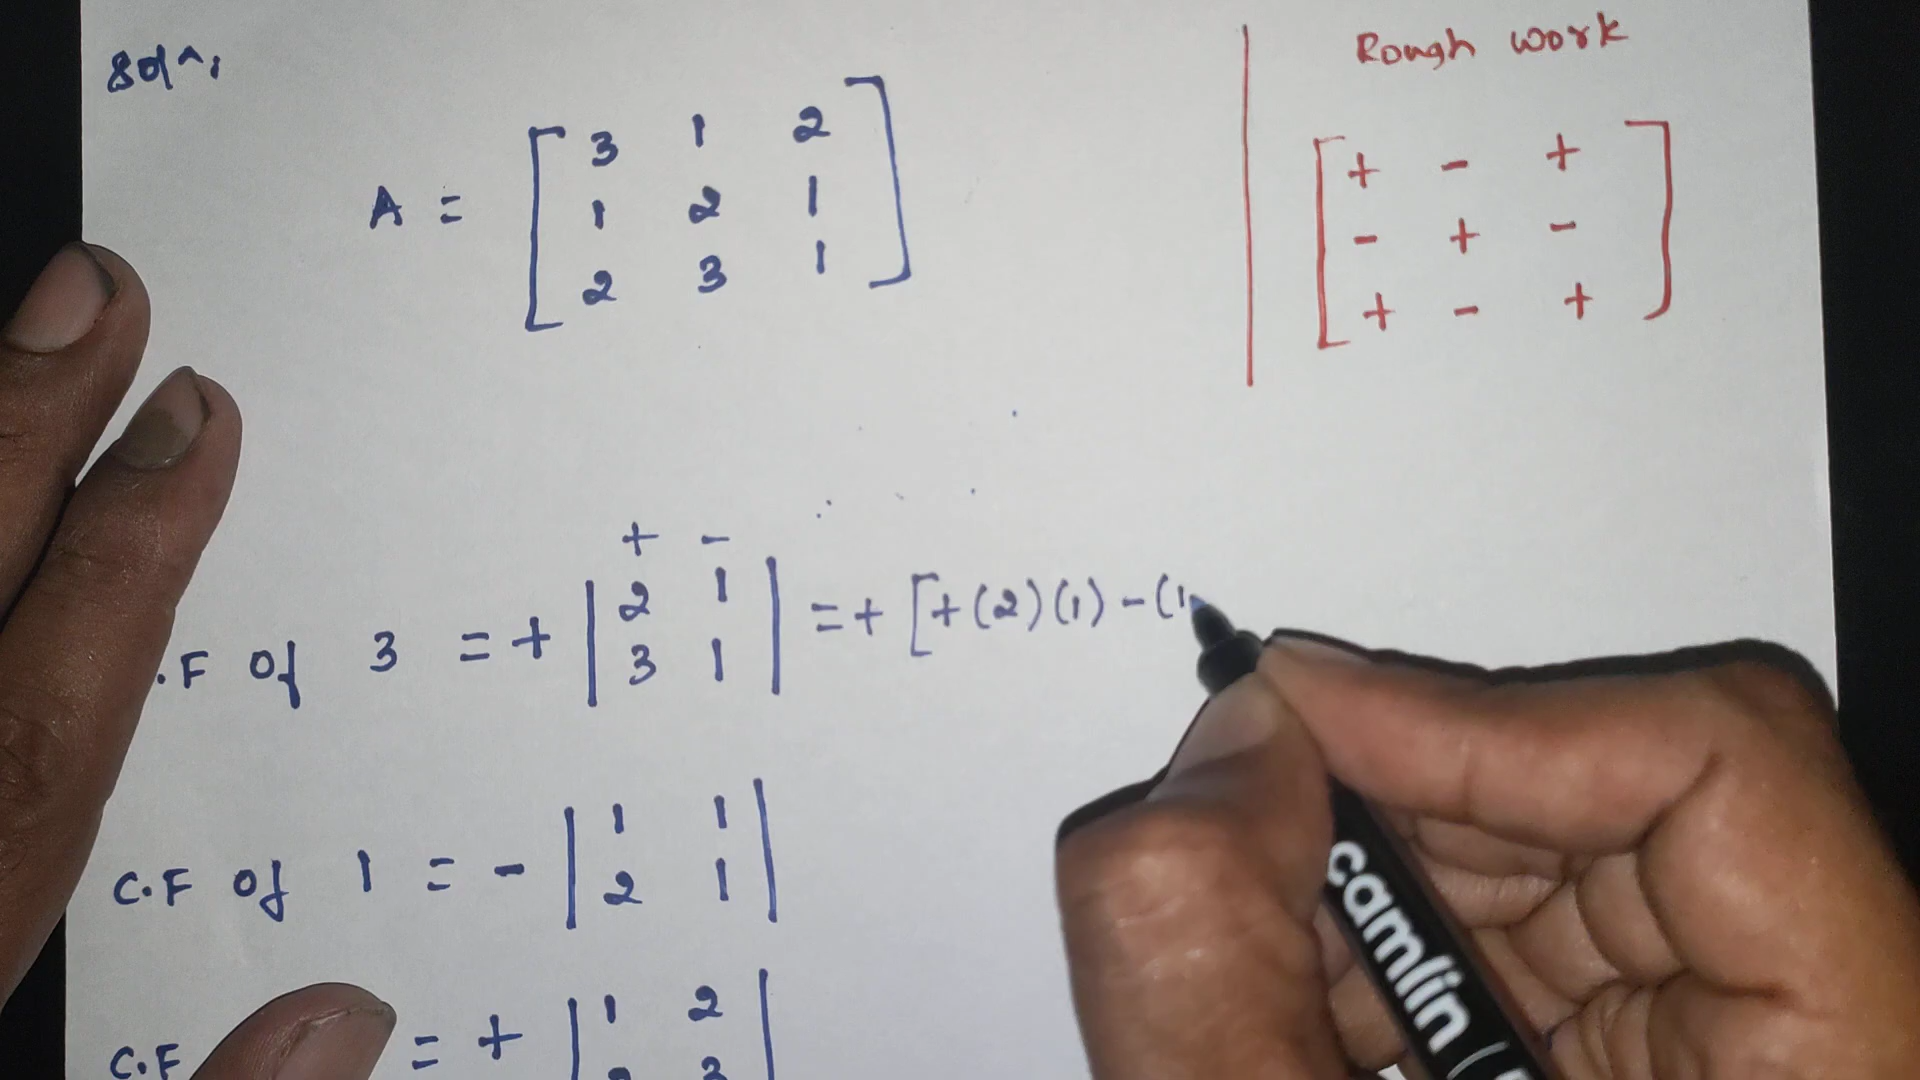 Soln,
Rough work
A = [ 3 1 2
1 2 1
2 3 1 ]
[ + - +
- + -
+ - + ]
+ -
.F of 3 = + | 2 1 | = + [ + (2) (1) - (1
| 3 1 |
C.F of 1 = - | 1 1 |
| 2 1 |
C.F = + | 1 2 |
3
camlin